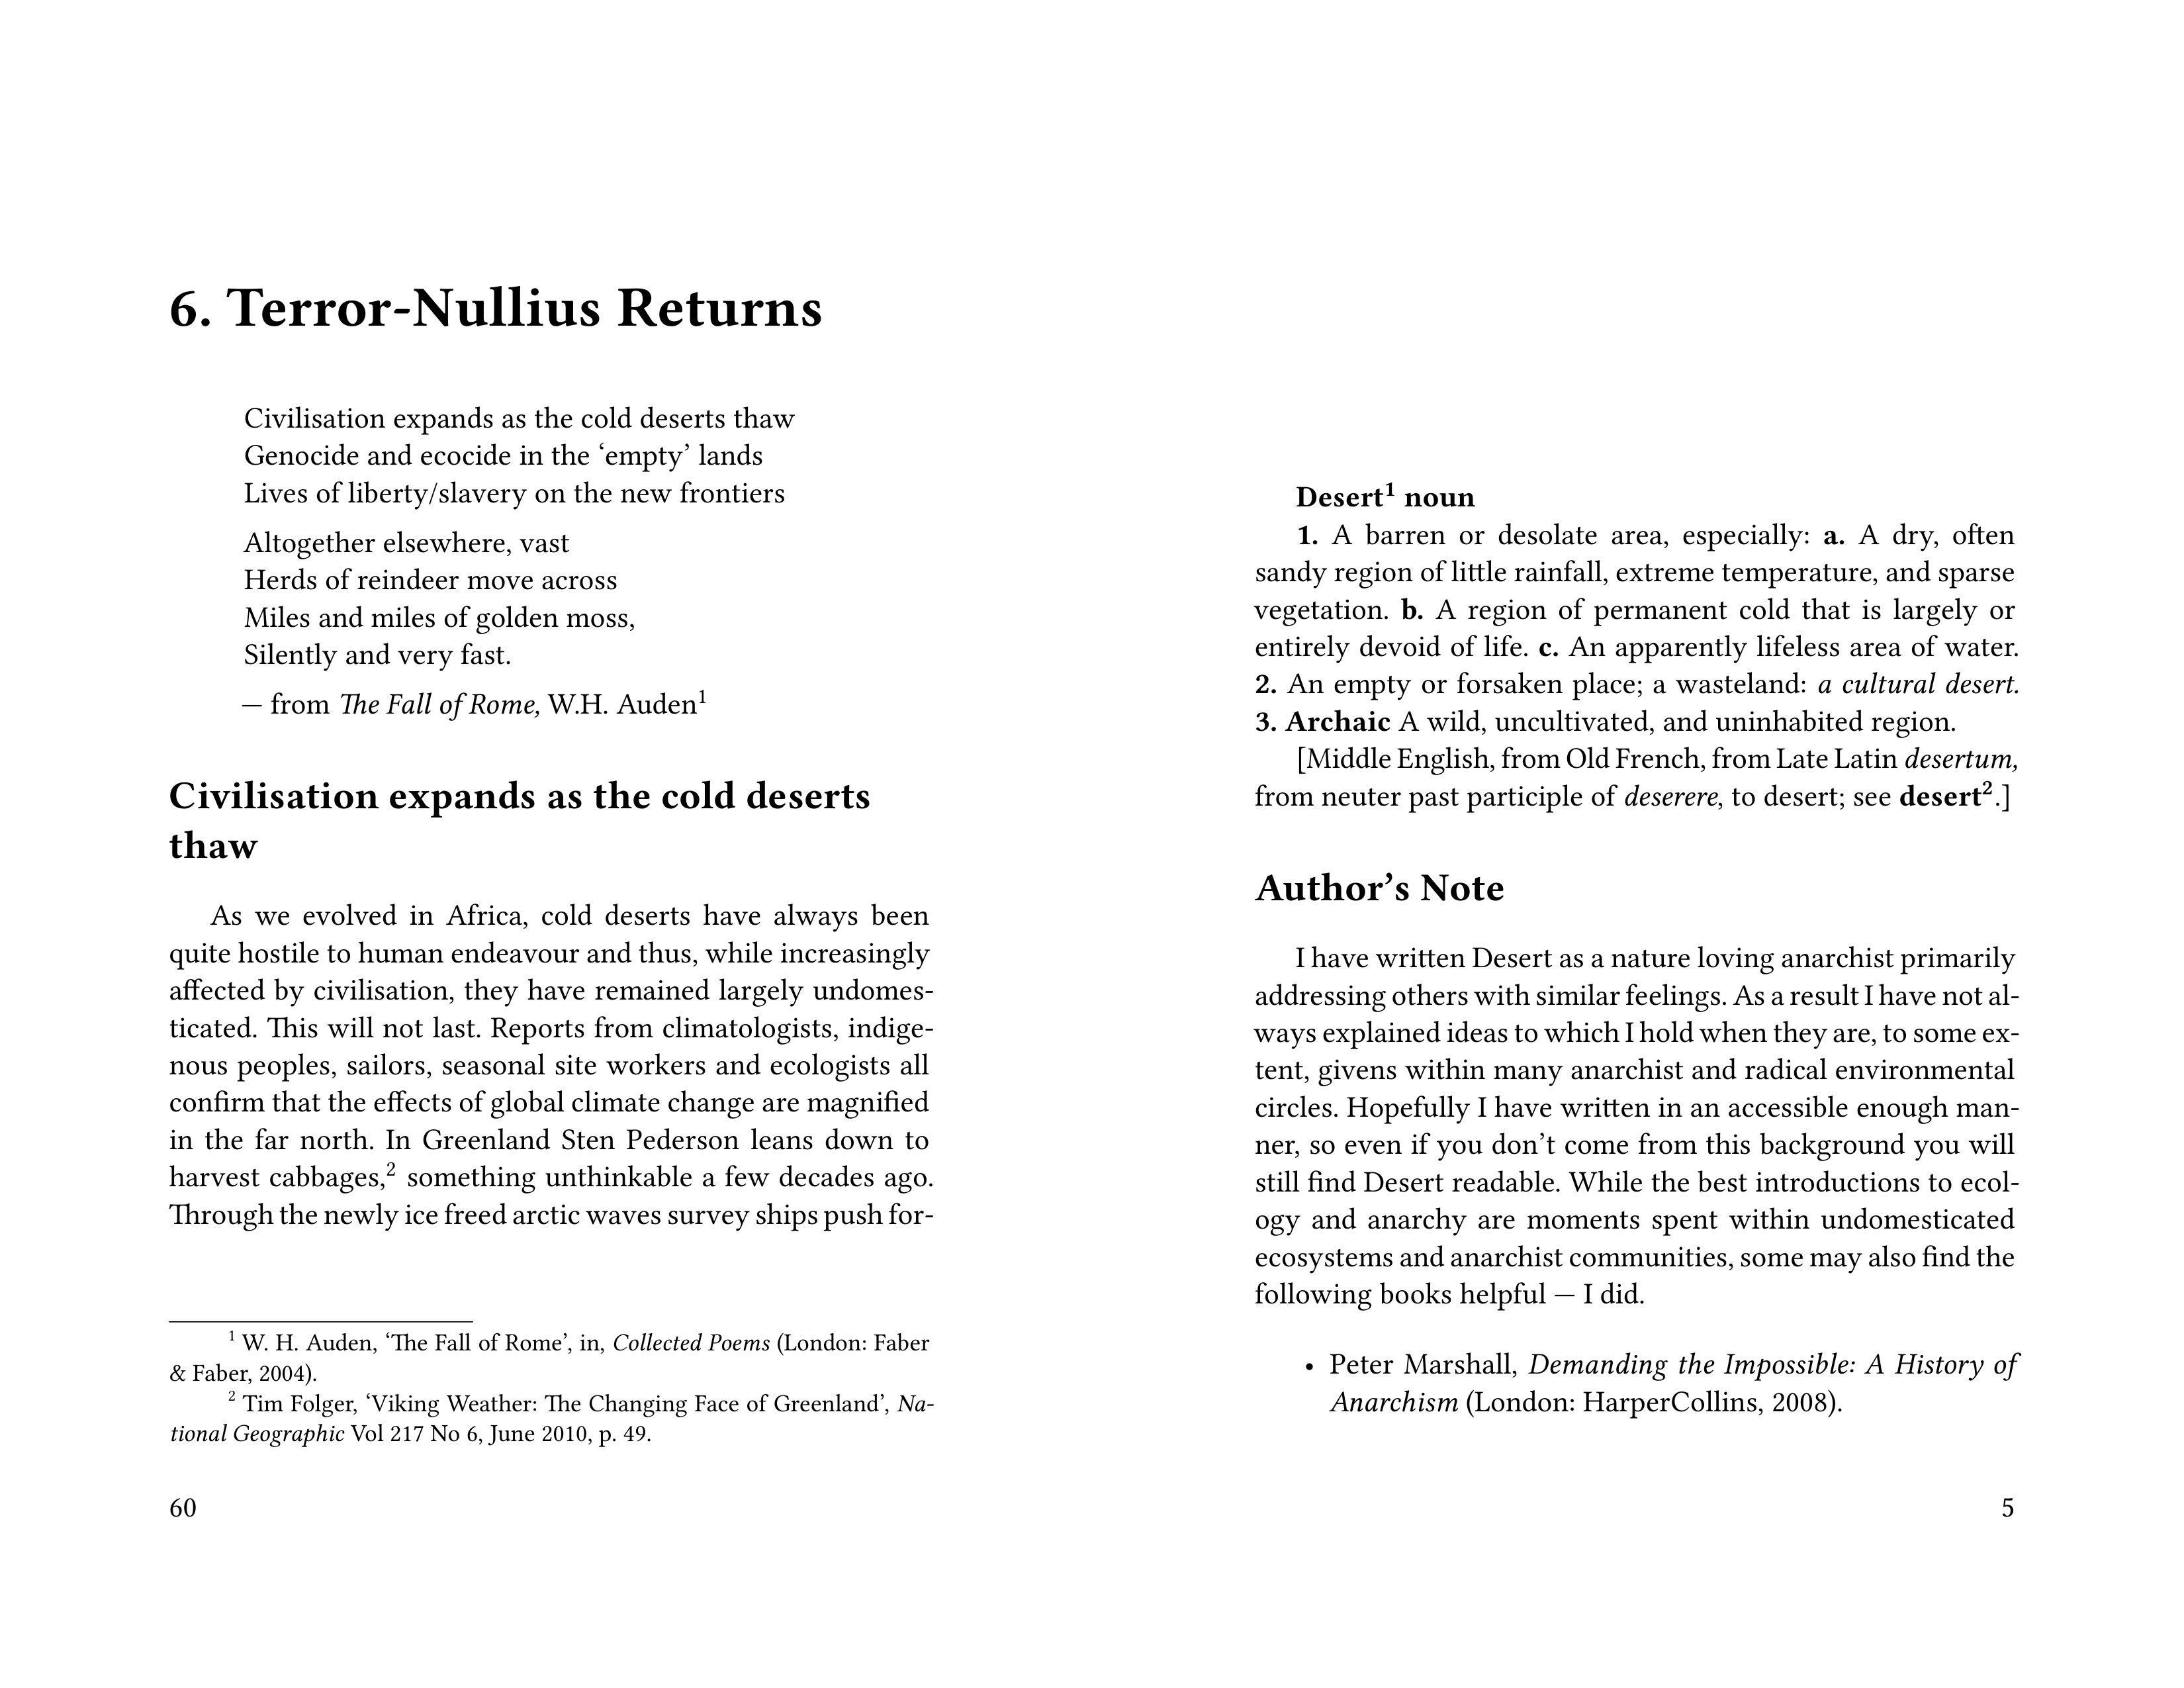 6. Terror-Nullius Returns
Civilisation expands as the cold deserts thaw
Genocide and ecocide in the ‘empty’ lands
Lives of liberty/slavery on the new frontiers
Altogether elsewhere, vast
Herds of reindeer move across
Miles and miles of golden moss,
Silently and very fast.
— from The Fall of Rome, W.H. Auden¹
Civilisation expands as the cold deserts
thaw
As we evolved in Africa, cold deserts have always been
quite hostile to human endeavour and thus, while increasingly
affected by civilisation, they have remained largely undomes-
ticated. This will not last. Reports from climatologists, indige-
nous peoples, sailors, seasonal site workers and ecologists all
confirm that the effects of global climate change are magnified
in the far north. In Greenland Sten Pederson leans down to
harvest cabbages,² something unthinkable a few decades ago.
Through the newly ice freed arctic waves survey ships push for-
¹ W. H. Auden, ‘The Fall of Rome’, in, Collected Poems (London: Faber
& Faber, 2004).
² Tim Folger, ‘Viking Weather: The Changing Face of Greenland’, Na-
tional Geographic Vol 217 No 6, June 2010, p. 49.
60
Desert¹ noun
1. A barren or desolate area, especially: a. A dry, often
sandy region of little rainfall, extreme temperature, and sparse
vegetation. b. A region of permanent cold that is largely or
entirely devoid of life. c. An apparently lifeless area of water.
2. An empty or forsaken place; a wasteland: a cultural desert.
3. Archaic A wild, uncultivated, and uninhabited region.
[Middle English, from Old French, from Late Latin desertum,
from neuter past participle of deserere, to desert; see desert².]
Author’s Note
I have written Desert as a nature loving anarchist primarily
addressing others with similar feelings. As a result I have not al-
ways explained ideas to which I hold when they are, to some ex-
tent, givens within many anarchist and radical environmental
circles. Hopefully I have written in an accessible enough man-
ner, so even if you don’t come from this background you will
still find Desert readable. While the best introductions to ecol-
ogy and anarchy are moments spent within undomesticated
ecosystems and anarchist communities, some may also find the
following books helpful — I did.
• Peter Marshall, Demanding the Impossible: A History of
Anarchism (London: HarperCollins, 2008).
5